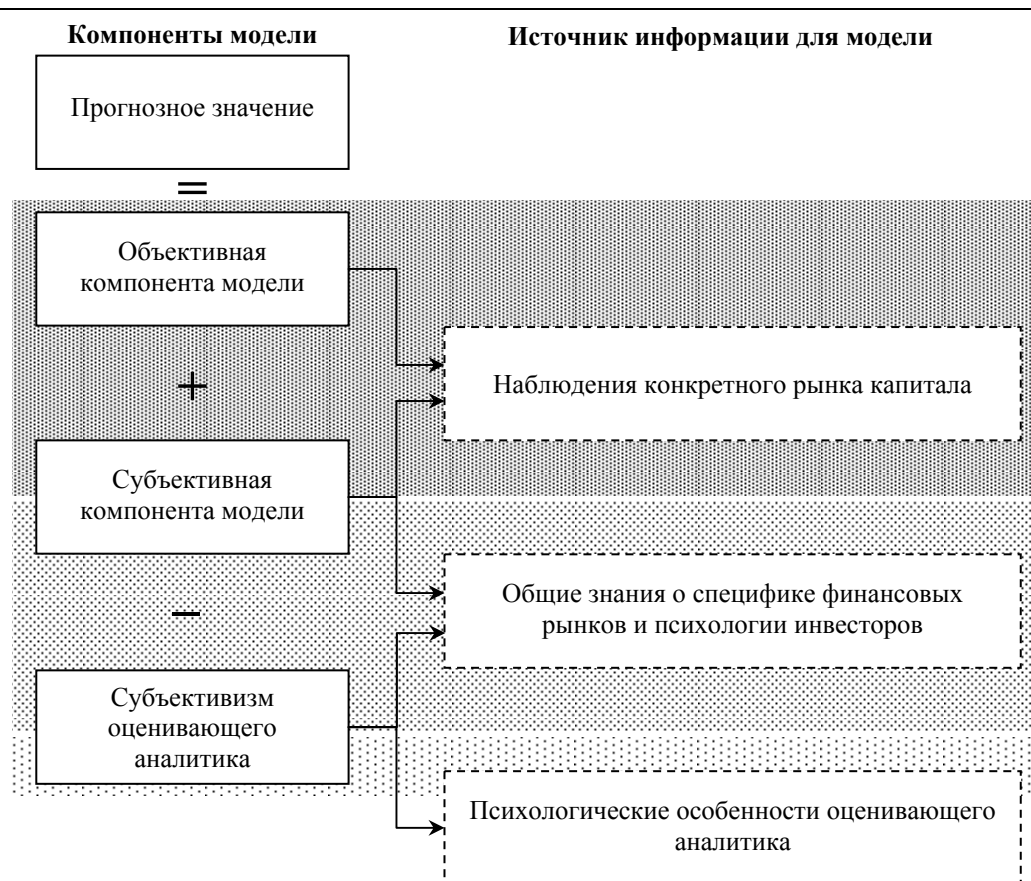 Компоненты модели
Источник информации для модели
Прогнозное значение
=
Объективная
компонента модели
+
Наблюдения конкретного рынка капитала
Субъективная
компонента модели
–
Общие знания о специфике финансовых
рынков и психологии инвесторов
Субъективизм
оценивающего
аналитика
Психологические особенности оценивающего
аналитика